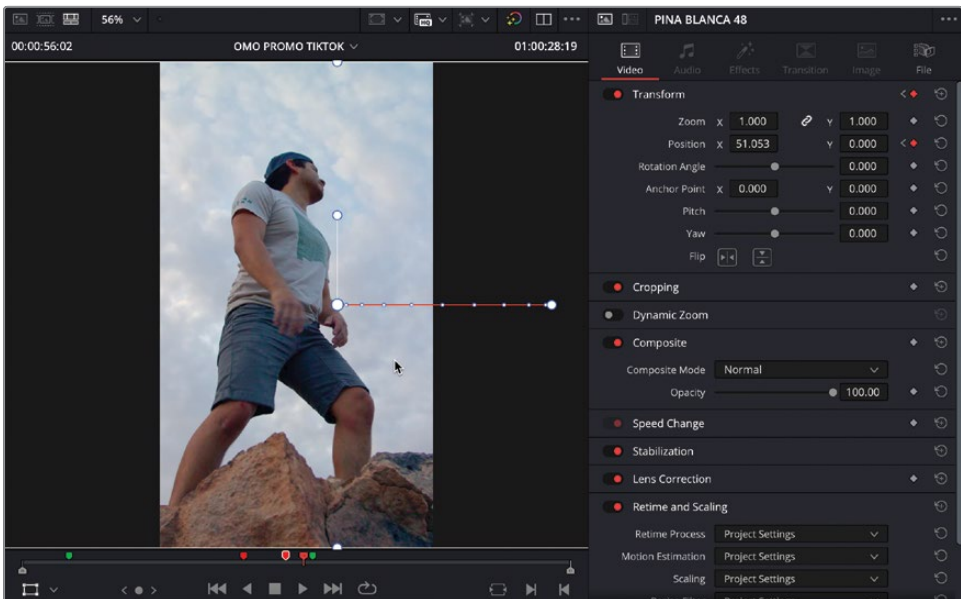 56%
PINA BLANCA 48
00:00:56:02
OMO PROMO TIKTOK
01:00:28:19
Video
Audio
Effects
Transition
Image
File
Transform
Zoom X 1.000 Y 1.000
Position X 51.053 Y 0.000
Rotation Angle 0.000
Anchor Point X 0.000 Y 0.000
Pitch 0.000
Yaw 0.000
Flip
Cropping
Dynamic Zoom
Composite
Composite Mode Normal
Opacity 100.00
Speed Change
Stabilization
Lens Correction
Retime and Scaling
Retime Process Project Settings
Motion Estimation Project Settings
Scaling Project Settings